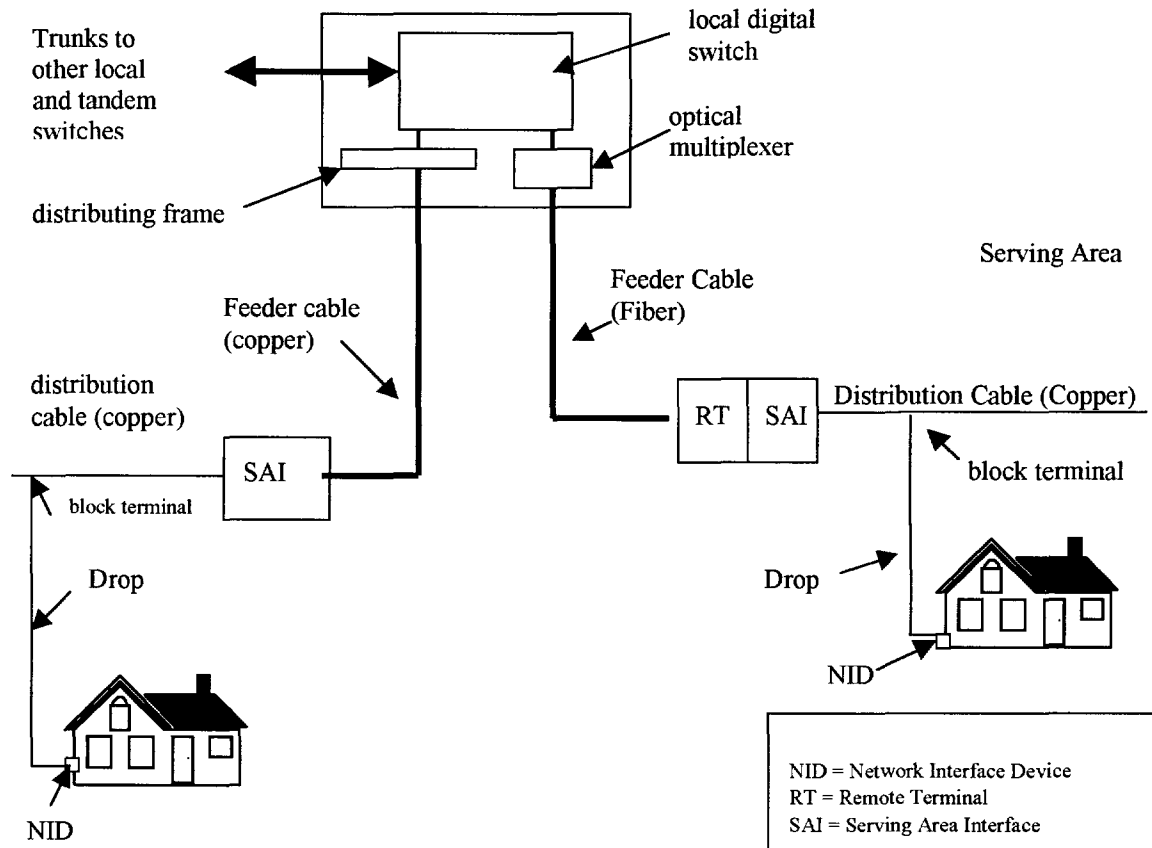 Trunks to
other local
and tandem
switches
local digital
switch
optical
multiplexer
distributing frame
Serving Area
Feeder cable
(copper)
Feeder Cable
(Fiber)
distribution
cable (copper)
SAI
block terminal
Drop
NID
RT
SAI
Distribution Cable (Copper)
block terminal
Drop
NID
NID = Network Interface Device
RT = Remote Terminal
SAI = Serving Area Interface